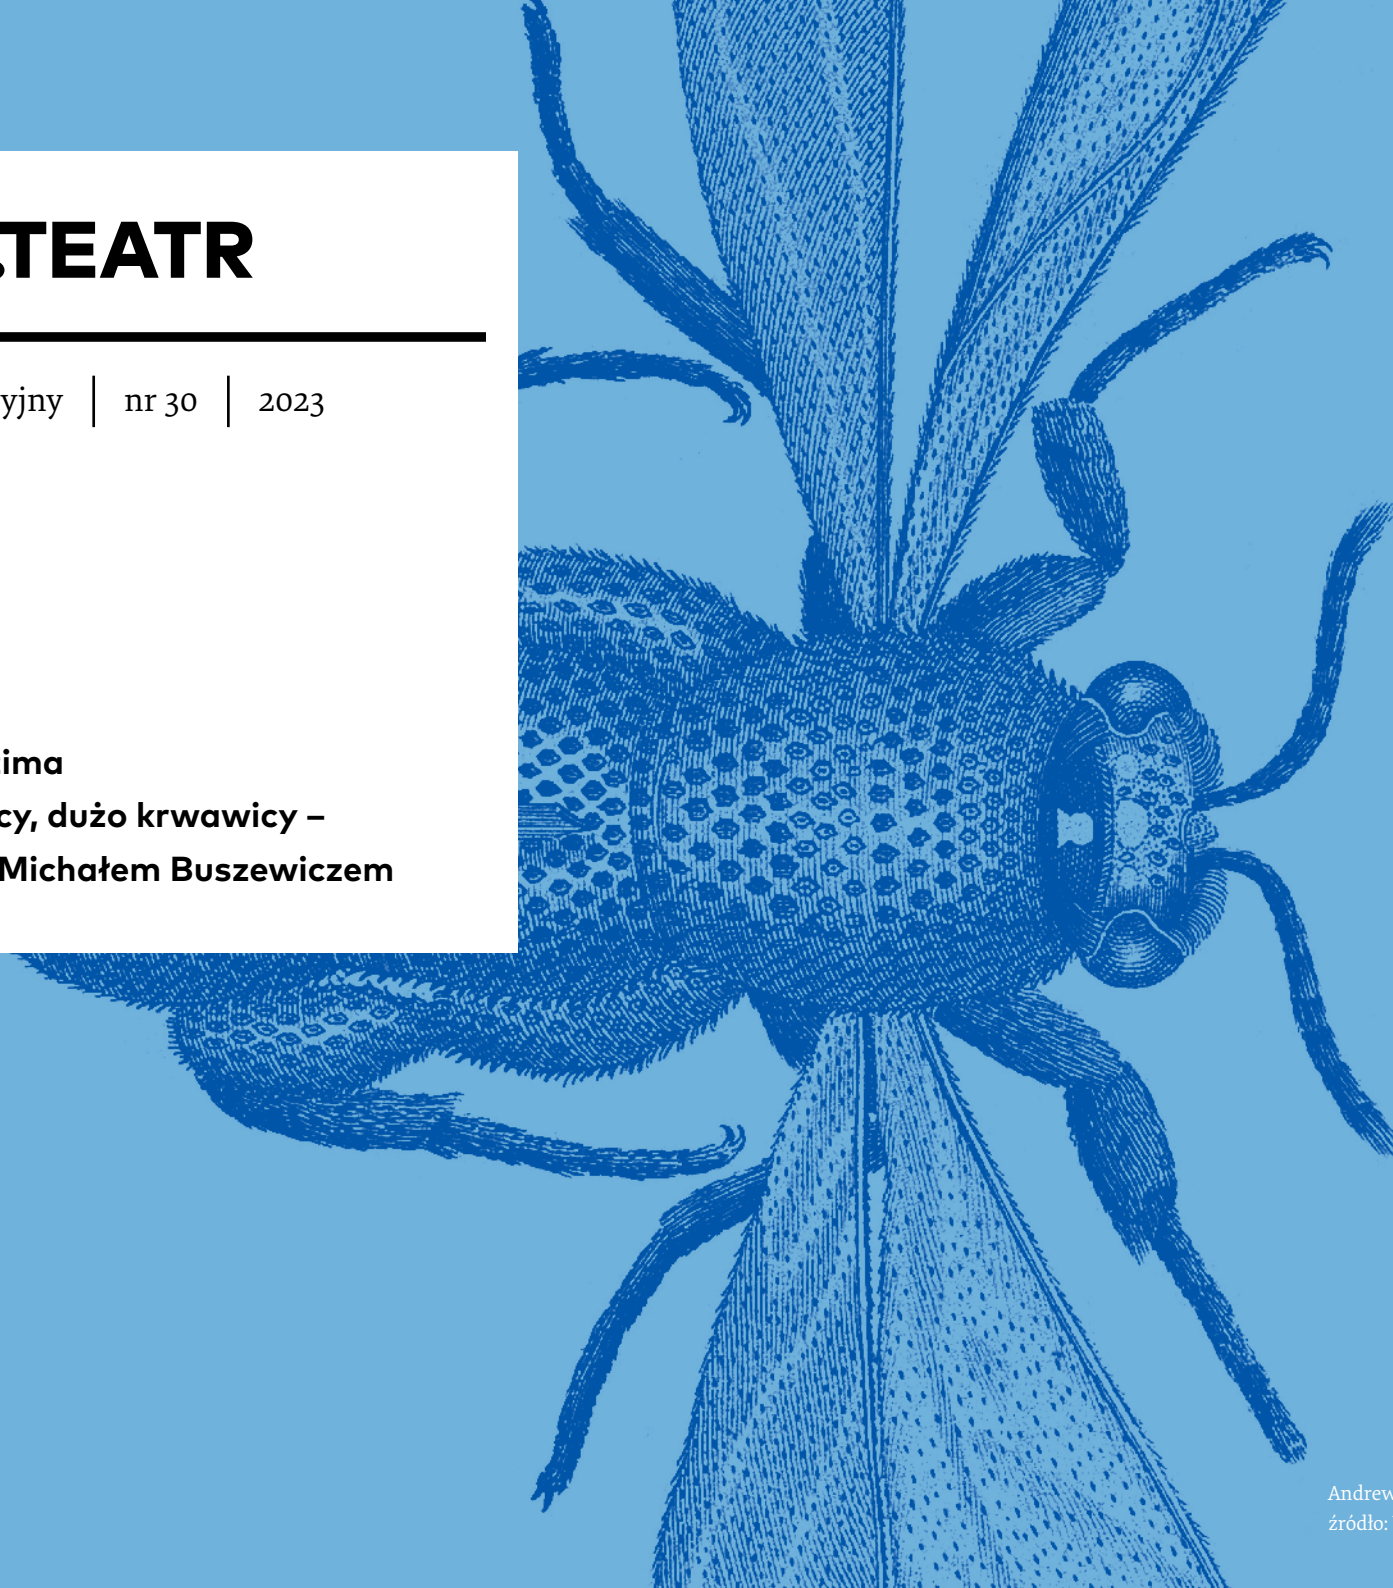 .TEATR
yjny | nr 30 | 2023
ima
cy, dużo krwawicy –
Michałem Buszewiczem
Andrew
źródło: